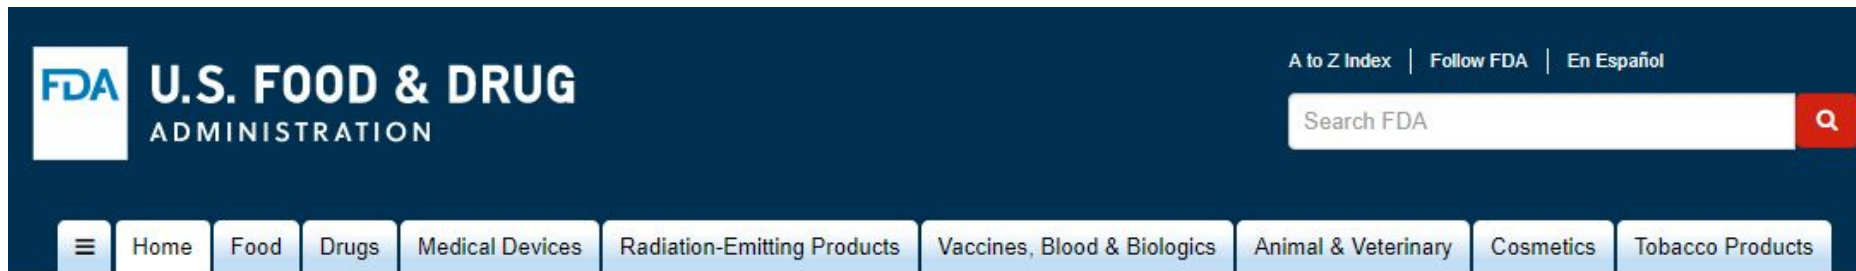 FDA U.S. FOOD & DRUG
ADMINISTRATION
A to Z Index | Follow FDA | En Español
Search FDA
Home Food Drugs Medical Devices Radiation-Emitting Products Vaccines, Blood & Biologics Animal & Veterinary Cosmetics Tobacco Products